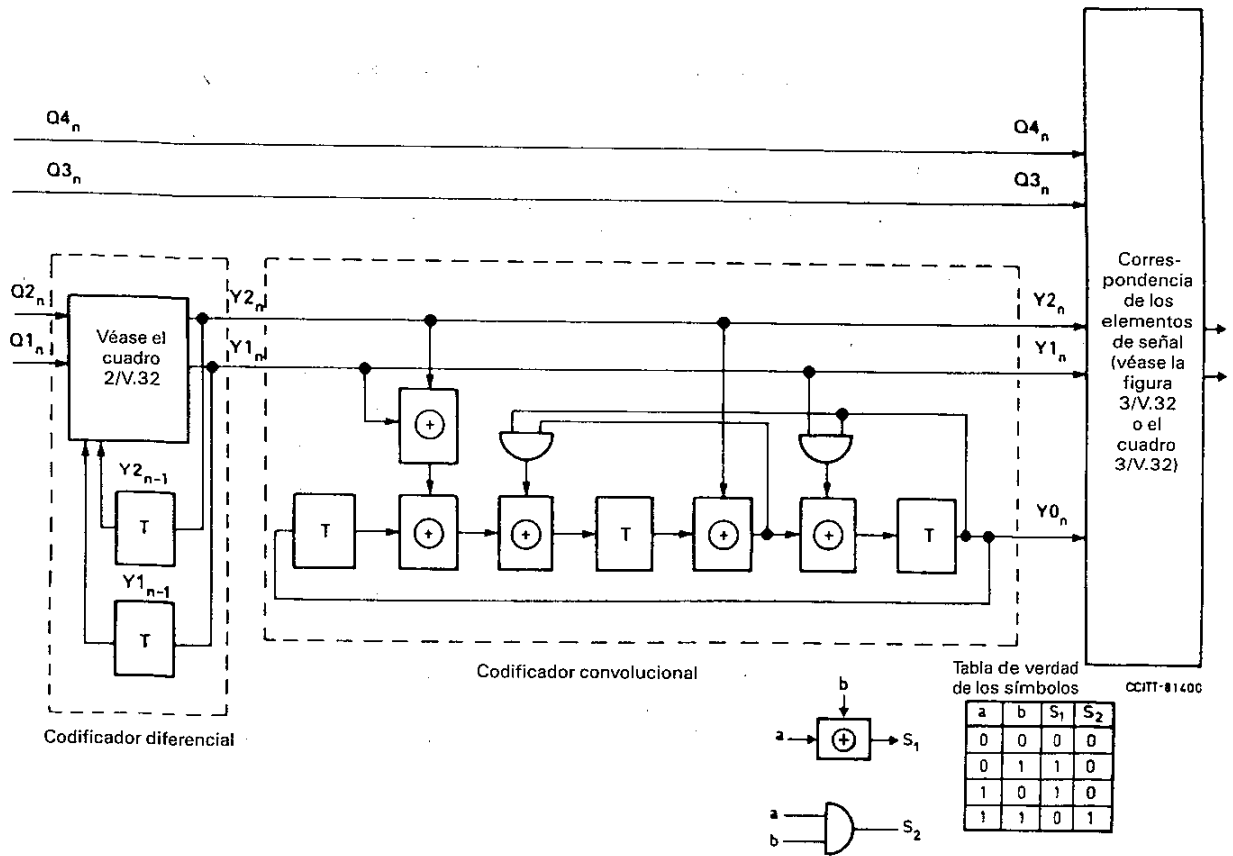 Q4n
Q4n
Q3n
Q3n
Q2n
Q1n
Véase el
cuadro
2/V.32
Y2n
Y1n
Y2n
Y1n
Corres-
pondencia
de los
elementos
de señal
(véase la
figura
3/V.32
o el
cuadro
3/V.32)
Y2n-1
T
Y1n-1
T
T
T
T
Y0n
Codificador convolucional
Codificador diferencial
Tabla de verdad
de los símbolos
CCITT-81400
a
b
S1
a
b
S2
a b S1 S2
0 0 0 0
0 1 1 0
1 0 1 0
1 1 0 1